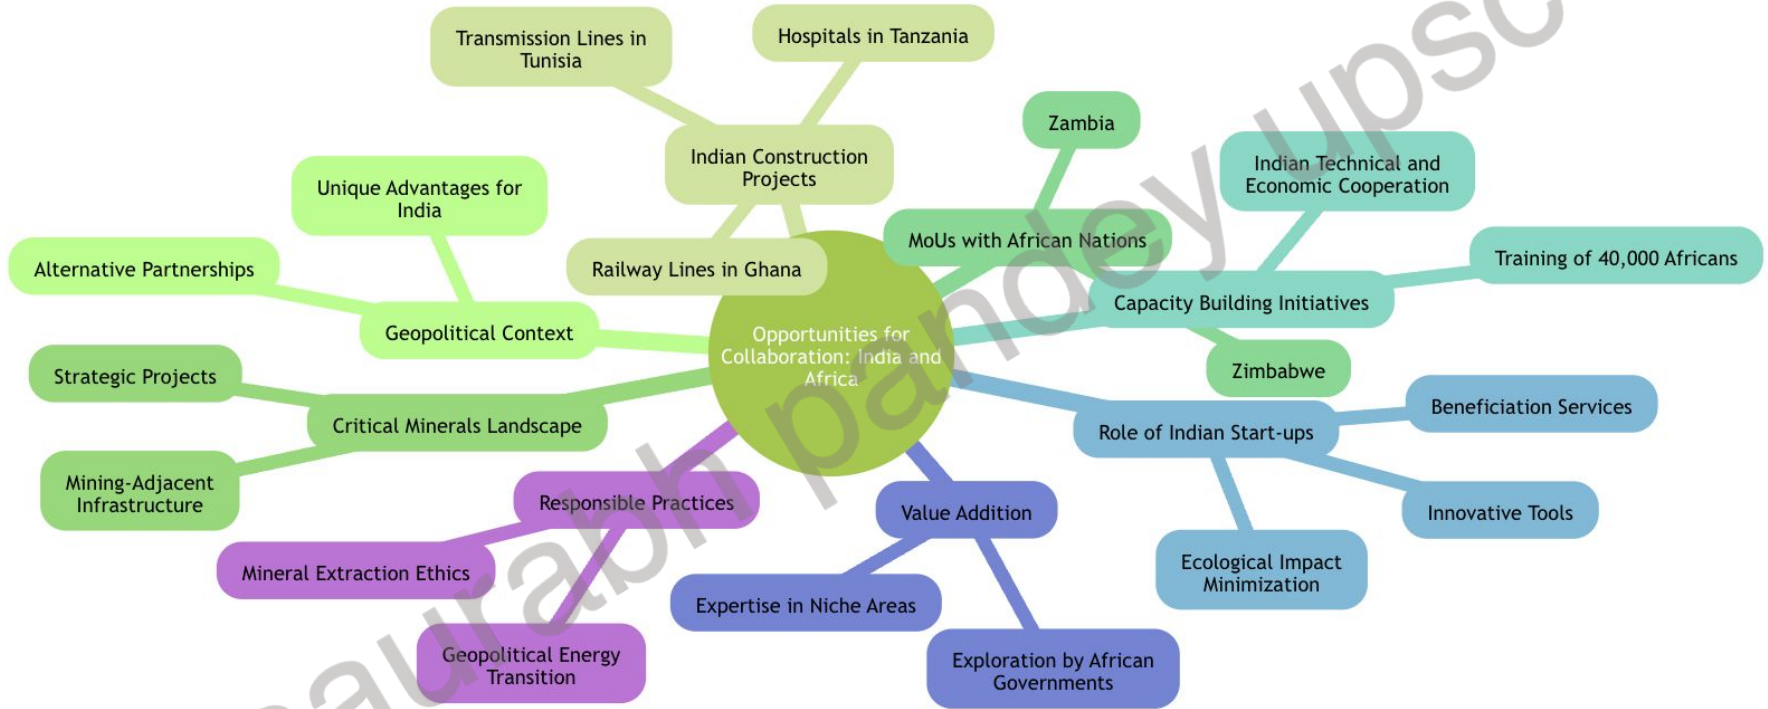 Transmission Lines in
Tunisia
Hospitals in Tanzania
Zambia
Indian Construction
Projects
Indian Technical and
Economic Cooperation
Unique Advantages for
India
MoUs with African Nations
Alternative Partnerships
Railway Lines in Ghana
Training of 40,000 Africans
Capacity Building Initiatives
Geopolitical Context
Opportunities for
Collaboration: India and
Africa
Strategic Projects
Zimbabwe
Critical Minerals Landscape
Role of Indian Start-ups
Beneficiation Services
Mining-Adjacent
Infrastructure
Responsible Practices
Value Addition
Innovative Tools
Mineral Extraction Ethics
Ecological Impact
Minimization
Expertise in Niche Areas
Geopolitical Energy
Transition
Exploration by African
Governments
aurabh pandey upsc